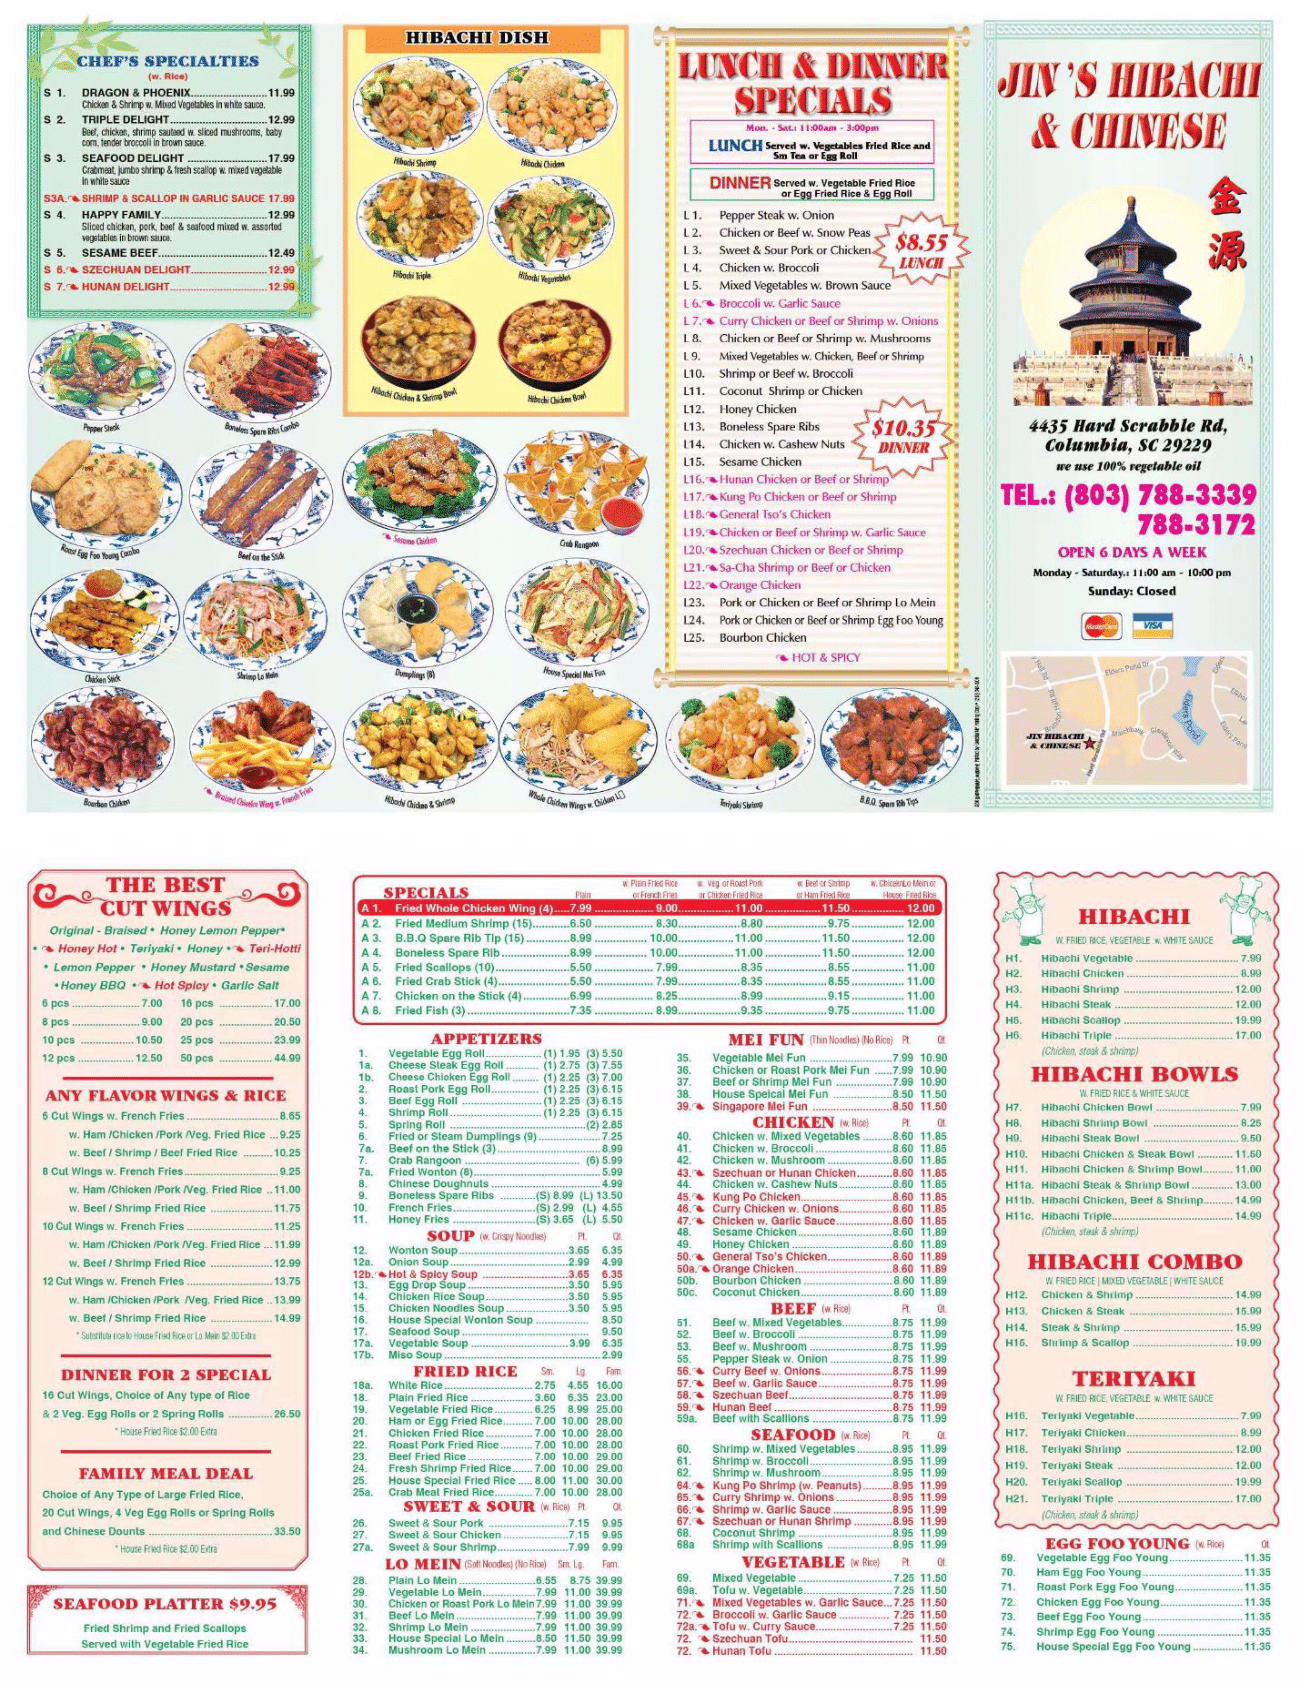 CHEF'S SPECIALTIES
(w. Rice)
S 1. DRAGON & PHOENIX 11.99
Chicken & Shrimp w. Mixed Vegetables in white sauce.
S 2. TRIPLE DELIGHT 12.99
Beef, chicken, shrimp sauteed w. sliced mushrooms, baby
corn, tender broccoli in brown sauce.
S 3. SEAFOOD DELIGHT 17.99
Crabmeat, jumbo shrimp & fresh scallop w. mixed vegetable
in white sauce
S3A. SHRIMP & SCALLOP IN GARLIC SAUCE 17.99
S 4. HAPPY FAMILY 12.99
Sliced chicken, pork, beef & seafood mixed w. assorted
vegetables in brown sauce.
S 5. SESAME BEEF 12.49
S 6. SZECHUAN DELIGHT 12.99
S 7. HUNAN DELIGHT 12.99
Pepper Steak
Boneless Spare Ribs Combo
Roast Egg Foo Young Combo
Beef on the Stick
Chicken Stick
Shrimp Lo Mein
Bourbon Chicken
Braised Chicken Wing w. French Fries
HIBACHI DISH
Hibachi Shrimp
Hibachi Chicken
Hibachi Triple
Hibachi Vegetables
Hibachi Chicken & Shrimp Bowl
Hibachi Chicken Bowl
Sesame Chicken
Crab Rangoon
Dumplings (8)
House Special Mei Fun
Hibachi Chicken & Shrimp
Whole Chicken Wings w. Chicken
Teriyaki Shrimp
B.B.Q. Spare Rib Tips
LUNCH & DINNER
SPECIALS
Mon. - Sat.: 11:00am - 3:00pm
LUNCH Served w. Vegetables Fried Rice and
Sm Tea or Egg Roll
DINNER Served w. Vegetable Fried Rice
or Egg Fried Rice & Egg Roll
L 1. Pepper Steak w. Onion
L 2. Chicken or Beef w. Snow Peas
L 3. Sweet & Sour Pork or Chicken
L 4. Chicken w. Broccoli
L 5. Mixed Vegetables w. Brown Sauce
$8.55
LUNCH
L 6. Broccoli w. Garlic Sauce
L 7. Curry Chicken or Beef or Shrimp w. Onions
L 8. Chicken or Beef or Shrimp w. Mushrooms
L 9. Mixed Vegetables w. Chicken, Beef or Shrimp
L10. Shrimp or Beef w. Broccoli
L11. Coconut Shrimp or Chicken
L12. Honey Chicken
L13. Boneless Spare Ribs
L14. Chicken w. Cashew Nuts
L15. Sesame Chicken
$10.35
DINNER
L16. Hunan Chicken or Beef or Shrimp
L17. Kung Po Chicken or Beef or Shrimp
L18. General Tso's Chicken
L19. Chicken or Beef or Shrimp w. Garlic Sauce
L20. Szechuan Chicken or Beef or Shrimp
L21. Sa-Cha Shrimp or Beef or Chicken
L22. Orange Chicken
L23. Pork or Chicken or Beef or Shrimp Lo Mein
L24. Pork or Chicken or Beef or Shrimp Egg Foo Young
L25. Bourbon Chicken
HOT & SPICY
JIN'S HIBACHI
& CHINESE
金
源
4435 Hard Scrabble Rd,
Columbia, SC 29229
we use 100% vegetable oil
TEL.: (803) 788-3339
788-3172
OPEN 6 DAYS A WEEK
Monday - Saturday.: 11:00 am - 10:00 pm
Sunday: Closed
MasterCard
VISA
Elders Pond Dr
Elders Pond
JIN HIBACHI
& CHINESE
THE BEST
CUT WINGS
Original - Braised • Honey Lemon Pepper•
• Honey Hot • Teriyaki • Honey • Teri-Hotti
• Lemon Pepper • Honey Mustard •Sesame
•Honey BBQ • Hot Spicy • Garlic Salt
6 pcs 7.00 16 pcs 17.00
8 pcs 9.00 20 pcs 20.50
10 pcs 10.50 25 pcs 23.99
12 pcs 12.50 50 pcs 44.99
ANY FLAVOR WINGS & RICE
6 Cut Wings w. French Fries 8.65
w. Ham /Chicken /Pork /Veg. Fried Rice 9.25
w. Beef / Shrimp / Beef Fried Rice 10.25
8 Cut Wings w. French Fries 9.25
w. Ham /Chicken /Pork /Veg. Fried Rice 11.00
w. Beef / Shrimp Fried Rice 11.75
10 Cut Wings w. French Fries 11.25
w. Ham /Chicken /Pork /Veg. Fried Rice 11.99
w. Beef / Shrimp Fried Rice 12.99
12 Cut Wings w. French Fries 13.75
w. Ham /Chicken /Pork /Veg. Fried Rice 13.99
w. Beef / Shrimp Fried Rice 14.99
* Substitute rice to House Fried Rice or Lo Mein $2.00 Extra
DINNER FOR 2 SPECIAL
16 Cut Wings, Choice of Any type of Rice
& 2 Veg. Egg Rolls or 2 Spring Rolls 26.50
* House Fried Rice $2.00 Extra
FAMILY MEAL DEAL
Choice of Any Type of Large Fried Rice,
20 Cut Wings, 4 Veg Egg Rolls or Spring Rolls
and Chinese Dounts 33.50
* House Fried Rice $2.00 Extra
SEAFOOD PLATTER $9.95
Fried Shrimp and Fried Scallops
Served with Vegetable Fried Rice
w. Plain Fried Rice w. Veg. or Roast Pork w. Beef or Shrimp w. ChicekinLo Mein or
SPECIALS Plain or French Fries or Chicken Fried Rice or Ham Fried Rice House Fried Rice
A 1. Fried Whole Chicken Wing (4) 7.99 9.00 11.00 11.50 12.00
A 2. Fried Medium Shrimp (15) 6.50 8.30 8.80 9.75 12.00
A 3. B.B.Q Spare Rib Tip (15) 8.99 10.00 11.00 11.50 12.00
A 4. Boneless Spare Rib 8.99 10.00 11.00 11.50 12.00
A 5. Fried Scallops (10) 5.50 7.99 8.35 8.55 11.00
A 6. Fried Crab Stick (4) 5.50 7.99 8.35 8.55 11.00
A 7. Chicken on the Stick (4) 6.99 8.25 8.99 9.15 11.00
A 8. Fried Fish (3) 7.35 8.99 9.35 9.75 11.00
APPETIZERS
1. Vegetable Egg Roll (1) 1.95 (3) 5.50
1a. Cheese Steak Egg Roll (1) 2.75 (3) 7.55
1b. Cheese Chicken Egg Roll (1) 2.25 (3) 7.00
2. Roast Pork Egg Roll (1) 2.25 (3) 6.15
3. Beef Egg Roll (1) 2.25 (3) 6.15
4. Shrimp Roll (1) 2.25 (3) 6.15
5. Spring Roll (2) 2.85
6. Fried or Steam Dumplings (9) 7.25
7a. Beef on the Stick (3) 8.99
7. Crab Rangoon (6) 5.99
7a. Fried Wonton (8) 5.99
8. Chinese Doughnuts 4.99
9. Boneless Spare Ribs (S) 8.99 (L) 13.50
10. French Fries (S) 2.99 (L) 4.55
11. Honey Fries (S) 3.65 (L) 5.50
SOUP (w. Crispy Noodles) Pt. Qt.
12. Wonton Soup 3.65 6.35
12a. Onion Soup 2.99 4.99
12b. Hot & Spicy Soup 3.65 6.35
13. Egg Drop Soup 3.50 5.95
14. Chicken Rice Soup 3.50 5.95
15. Chicken Noodles Soup 3.50 5.95
16. House Special Wonton Soup 8.50
17. Seafood Soup 9.50
17a. Vegetable Soup 3.99 6.35
17b. Miso Soup 2.99
FRIED RICE Sm. Lg. Fam.
18a. White Rice 2.75 4.55 16.00
18. Plain Fried Rice 3.60 6.35 23.00
19. Vegetable Fried Rice 6.25 8.99 25.00
20. Ham or Egg Fried Rice 7.00 10.00 28.00
21. Chicken Fried Rice 7.00 10.00 28.00
22. Roast Pork Fried Rice 7.00 10.00 28.00
23. Beef Fried Rice 7.00 10.00 29.00
24. Fresh Shrimp Fried Rice 7.00 10.00 29.00
25. House Special Fried Rice 8.00 11.00 30.00
25a. Crab Meat Fried Rice 7.00 10.00 28.00
SWEET & SOUR (w. Rice) Pt. Qt.
26. Sweet & Sour Pork 7.15 9.95
27. Sweet & Sour Chicken 7.15 9.95
27a. Sweet & Sour Shrimp 7.99 9.99
LO MEIN (Soft Noodles) (No Rice) Sm. Lg. Fam.
28. Plain Lo Mein 6.55 8.75 39.99
29. Vegetable Lo Mein 7.99 11.00 39.99
30. Chicken or Roast Pork Lo Mein 7.99 11.00 39.99
31. Beef Lo Mein 7.99 11.00 39.99
32. Shrimp Lo Mein 7.99 11.00 39.99
33. House Special Lo Mein 8.50 11.50 39.99
34. Mushroom Lo Mein 7.99 11.00 39.99
MEI FUN (Thin Noodles) (No Rice) Pt. Qt.
35. Vegetable Mei Fun 7.99 10.90
36. Chicken or Roast Pork Mei Fun 7.99 10.90
37. Beef or Shrimp Mei Fun 7.99 10.90
38. House Speical Mei Fun 8.50 11.50
39. Singapore Mei Fun 8.50 11.50
CHICKEN (w. Rice) Pt. Qt.
40. Chicken w. Mixed Vegetables 8.60 11.85
41. Chicken w. Broccoli 8.60 11.85
42. Chicken w. Mushroom 8.60 11.85
43. Szechuan or Hunan Chicken 8.60 11.85
44. Chicken w. Cashew Nuts 8.60 11.85
45. Kung Po Chicken 8.60 11.85
46. Curry Chicken w. Onions 8.60 11.85
47. Chicken w. Garlic Sauce 8.60 11.85
48. Sesame Chicken 8.60 11.89
49. Honey Chicken 8.60 11.89
50. General Tso's Chicken 8.60 11.89
50a. Orange Chicken 8.60 11.89
50b. Bourbon Chicken 8.60 11.89
50c. Coconut Chicken 8.60 11.89
BEEF (w Rice) Pt. Qt.
51. Beef w. Mixed Vegetables 8.75 11.99
52. Beef w. Broccoli 8.75 11.99
53. Beef w. Mushroom 8.75 11.99
55. Pepper Steak w. Onion 8.75 11.99
56. Curry Beef w. Onions 8.75 11.99
57. Beef w. Garlic Sauce 8.75 11.99
58. Szechuan Beef 8.75 11.99
59. Hunan Beef 8.75 11.99
59a. Beef with Scallions 8.75 11.99
SEAFOOD (w. Rice) Pt. Qt.
60. Shrimp w. Mixed Vegetables 8.95 11.99
61. Shrimp w. Broccoli 8.95 11.99
62. Shrimp w. Mushroom 8.95 11.99
64. Kung Po Shrimp (w. Peanuts) 8.95 11.99
65. Curry Shrimp w. Onions 8.95 11.99
66. Shrimp w. Garlic Sauce 8.95 11.99
67. Szechuan or Hunan Shrimp 8.95 11.99
68. Coconut Shrimp 8.95 11.99
68a Shrimp with Scallions 8.95 11.99
VEGETABLE (w. Rice) Pt. Qt.
69. Mixed Vegetable 7.25 11.50
69a. Tofu w. Vegetable 7.25 11.50
71. Mixed Vegetables w. Garlic Sauce 7.25 11.50
72. Broccoli w. Garlic Sauce 7.25 11.50
72a. Tofu w. Curry Sauce 7.25 11.50
72. Szechuan Tofu 11.50
72. Hunan Tofu 11.50
HIBACHI
W. FRIED RICE, VEGETABLE w. WHITE SAUCE
H1. Hibachi Vegetable 7.99
H2. Hibachi Chicken 8.99
H3. Hibachi Shrimp 12.00
H4. Hibachi Steak 12.00
H5. Hibachi Scallop 19.99
H6. Hibachi Triple 17.00
(Chicken, steak & shrimp)
HIBACHI BOWLS
W. FRIED RICE & WHITE SAUCE
H7. Hibachi Chicken Bowl 7.99
H8. Hibachi Shrimp Bowl 8.25
H9. Hibachi Steak Bowl 9.50
H10. Hibachi Chicken & Steak Bowl 11.50
H11. Hibachi Chicken & Shrimp Bowl 11.00
H11a. Hibachi Steak & Shrimp Bowl 13.00
H11b. Hibachi Chicken, Beef & Shrimp 14.99
H11c. Hibachi Triple 14.99
(Chicken, steak & shrimp)
HIBACHI COMBO
W. FRIED RICE | MIXED VEGETABLE | WHITE SAUCE
H12. Chicken & Shrimp 14.99
H13. Chicken & Steak 15.99
H14. Steak & Shrimp 15.99
H15. Shrimp & Scallop 19.99
TERIYAKI
W. FRIED RICE, VEGETABLE w. WHITE SAUCE
H16. Teriyaki Vegetable 7.99
H17. Teriyaki Chicken 8.99
H18. Teriyaki Shrimp 12.00
H19. Teriyaki Steak 12.00
H20. Teriyaki Scallop 19.99
H21. Teriyaki Triple 17.00
(Chicken, steak & shrimp)
EGG FOO YOUNG (w. Rice) Qt.
69. Vegetable Egg Foo Young 11.35
70. Ham Egg Foo Young 11.35
71. Roast Pork Egg Foo Young 11.35
72. Chicken Egg Foo Young 11.35
73. Beef Egg Foo Young 11.35
74. Shrimp Egg Foo Young 11.35
75. House Special Egg Foo Young 11.35